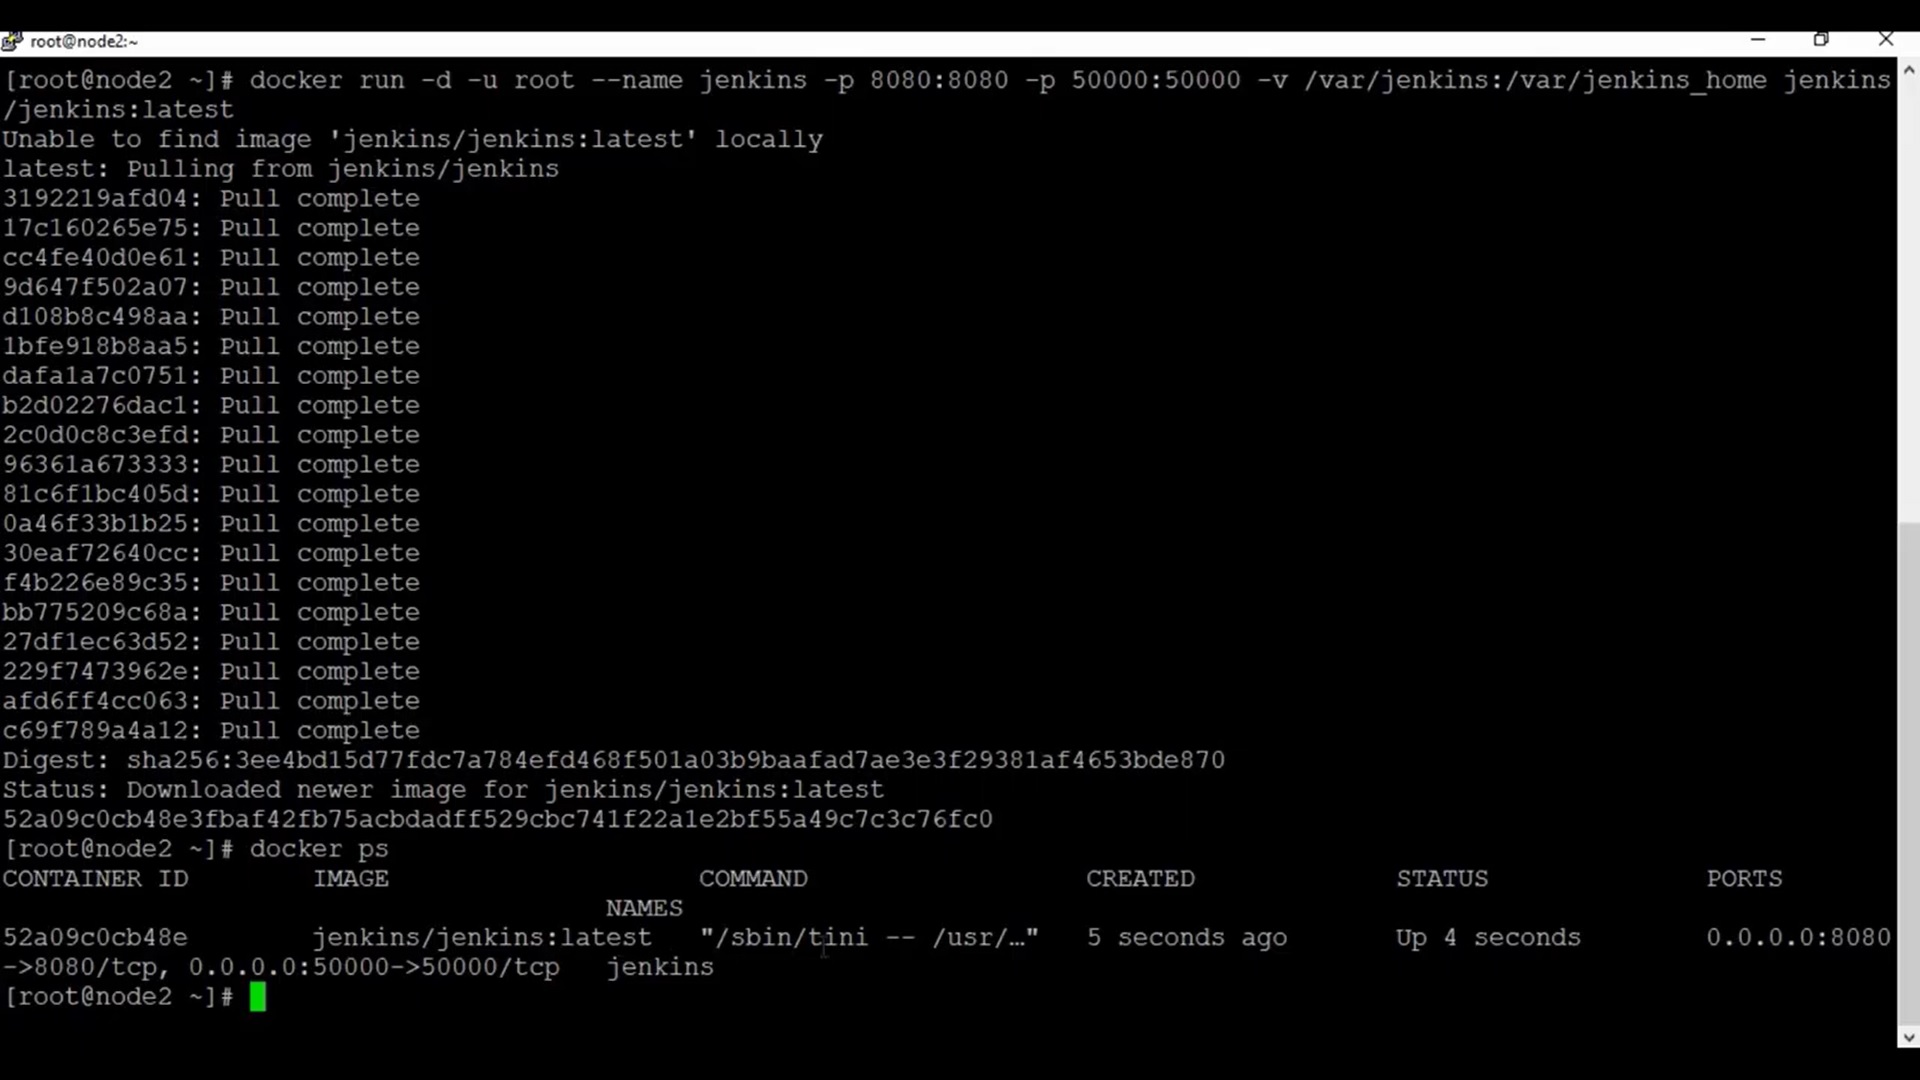 root@node2:~
[root@node2 ~]# docker run -d -u root --name jenkins -p 8080:8080 -p 50000:50000 -v /var/jenkins:/var/jenkins_home jenkins
/jenkins:latest
Unable to find image 'jenkins/jenkins:latest' locally
latest: Pulling from jenkins/jenkins
3192219afd04: Pull complete
17c160265e75: Pull complete
cc4fe40d0e61: Pull complete
9d647f502a07: Pull complete
d108b8c498aa: Pull complete
1bfe918b8aa5: Pull complete
dafa1a7c0751: Pull complete
b2d02276dac1: Pull complete
2c0d0c8c3efd: Pull complete
96361a673333: Pull complete
81c6f1bc405d: Pull complete
0a46f33b1b25: Pull complete
30eaf72640cc: Pull complete
f4b226e89c35: Pull complete
bb775209c68a: Pull complete
27df1ec63d52: Pull complete
229f7473962e: Pull complete
afd6ff4cc063: Pull complete
c69f789a4a12: Pull complete
Digest: sha256:3ee4bd15d77fdc7a784efd468f501a03b9baafad7ae3e3f29381af4653bde870
Status: Downloaded newer image for jenkins/jenkins:latest
52a09c0cb48e3fbaf42fb75acbdadff529cbc741f22a1e2bf55a49c7c3c76fc0
[root@node2 ~]# docker ps
CONTAINER ID IMAGE COMMAND CREATED STATUS PORTS
NAMES
52a09c0cb48e jenkins/jenkins:latest "/sbin/tini -- /usr/…" 5 seconds ago Up 4 seconds 0.0.0.0:8080
->8080/tcp, 0.0.0.0:50000->50000/tcp jenkins
[root@node2 ~]#